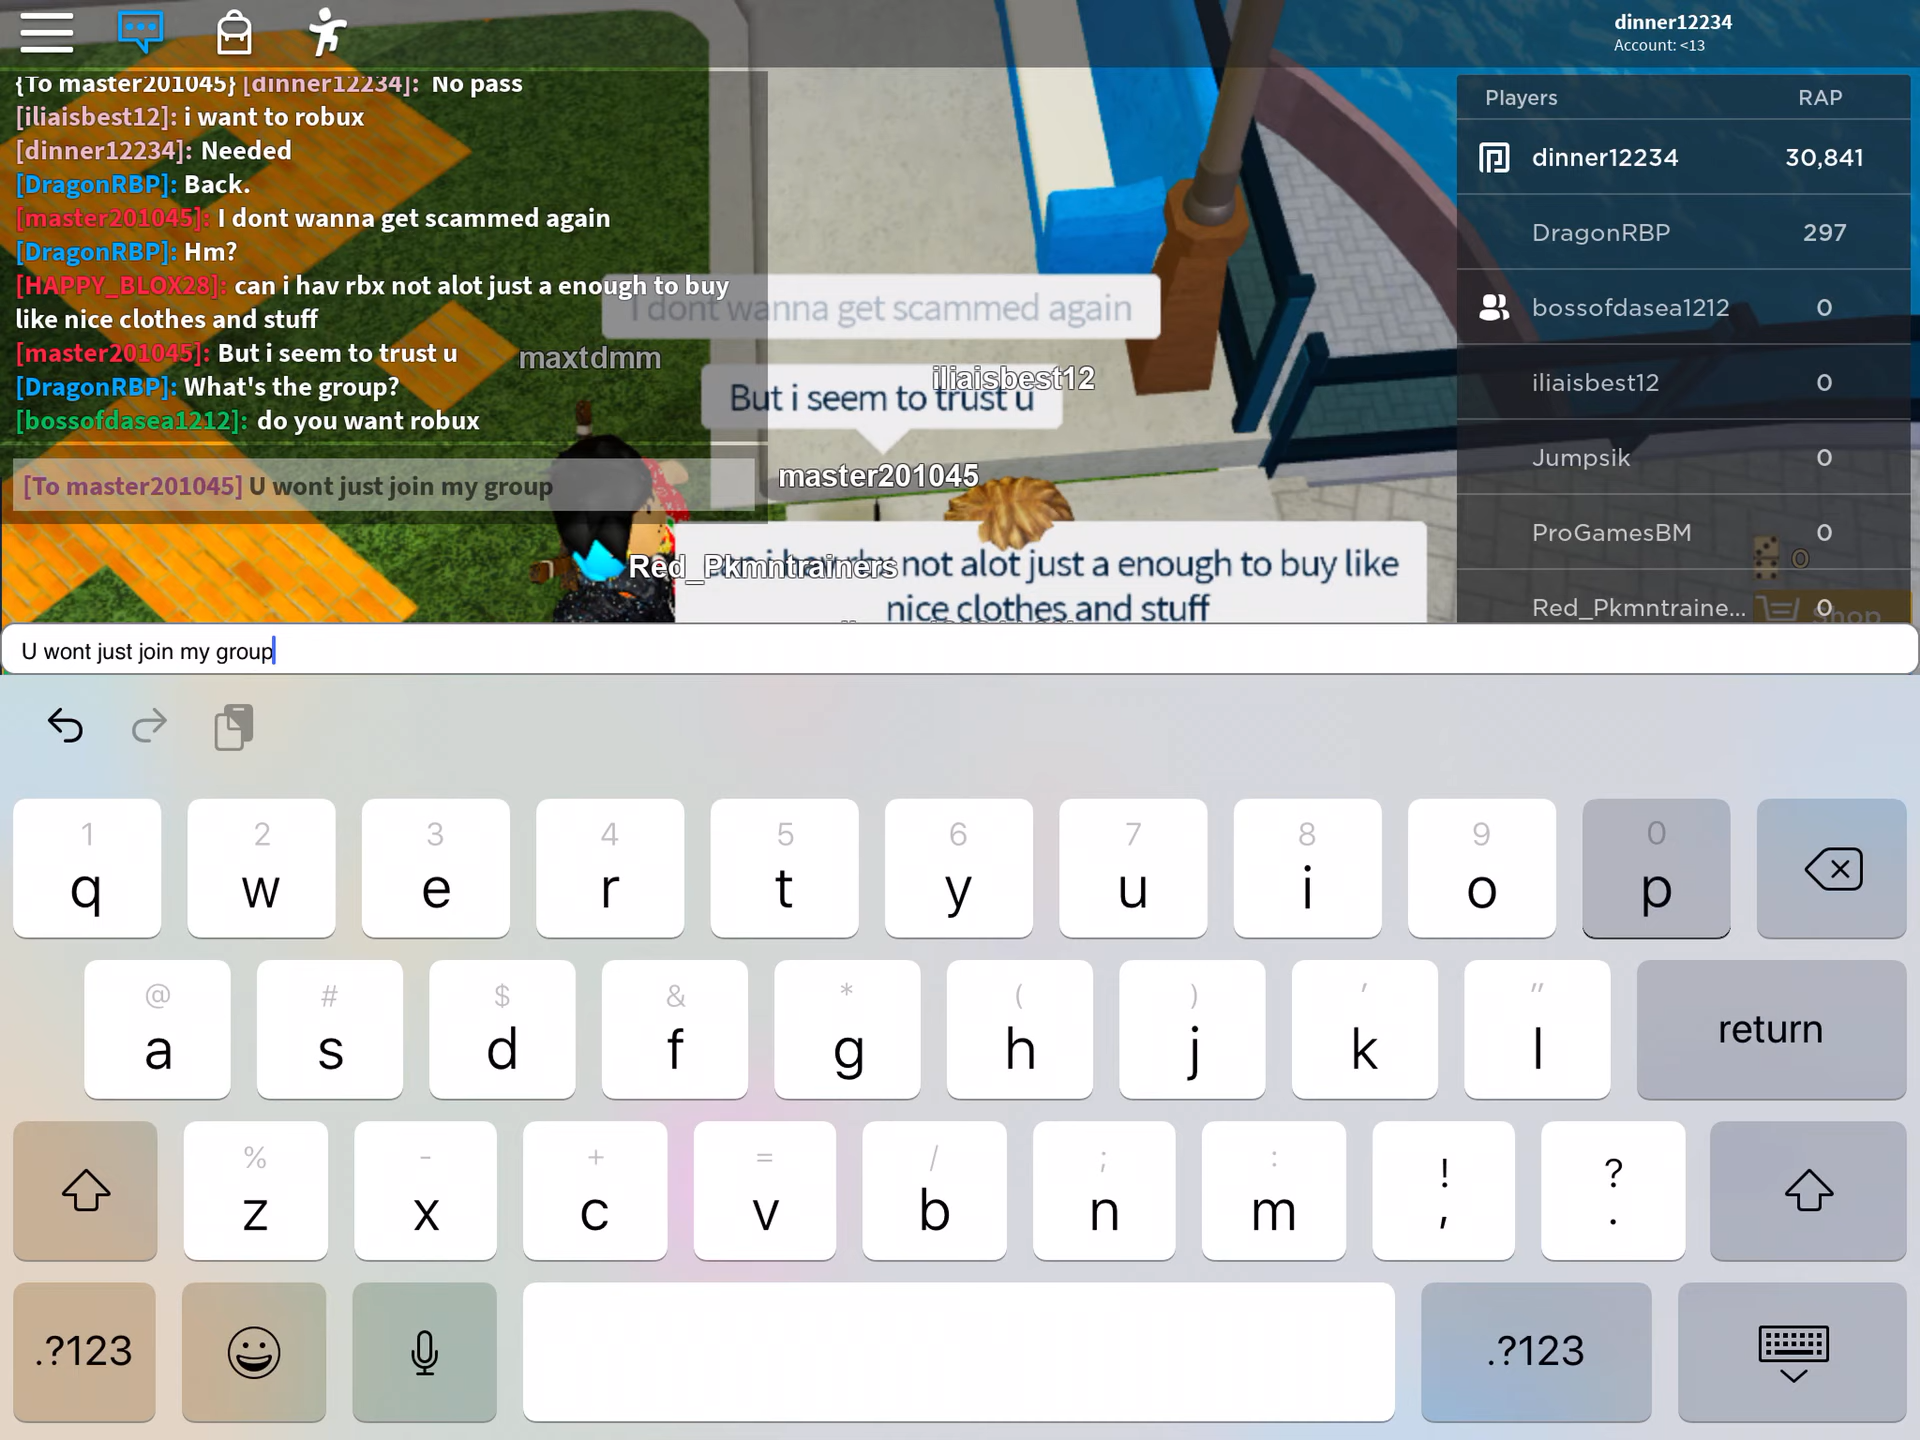 dinner12234
Account: <13
{To master201045} [dinner12234]: No pass
[iliaisbest12]: i want to robux
[dinner12234]: Needed
[DragonRBP]: Back.
[master201045]: I dont wanna get scammed again
[DragonRBP]: Hm?
[HAPPY_BLOX28]: can i hav rbx not alot just a enough to buy
like nice clothes and stuff
[master201045]: But i seem to trust u
[DragonRBP]: What's the group?
[bossofdasea1212]: do you want robux
[To master201045] U wont just join my group
I dont wanna get scammed again
maxtdmm
iliaisbest12
But i seem to trust u
master201045
Red_Pkmntrainers
not alot just a enough to buy like
nice clothes and stuff
Players RAP
dinner12234 30,841
DragonRBP 297
bossofdasea1212 0
iliaisbest12 0
Jumpsik 0
ProGamesBM 0
0
Red_Pkmntraine... 0
Shop
U wont just join my group
1 2 3 4 5 6 7 8 9 0
q w e r t y u i o p
@ # $ & * ( ) ' "
a s d f g h j k l return
% - + = / ; : ! ?
z x c v b n m , .
.?123 .?123